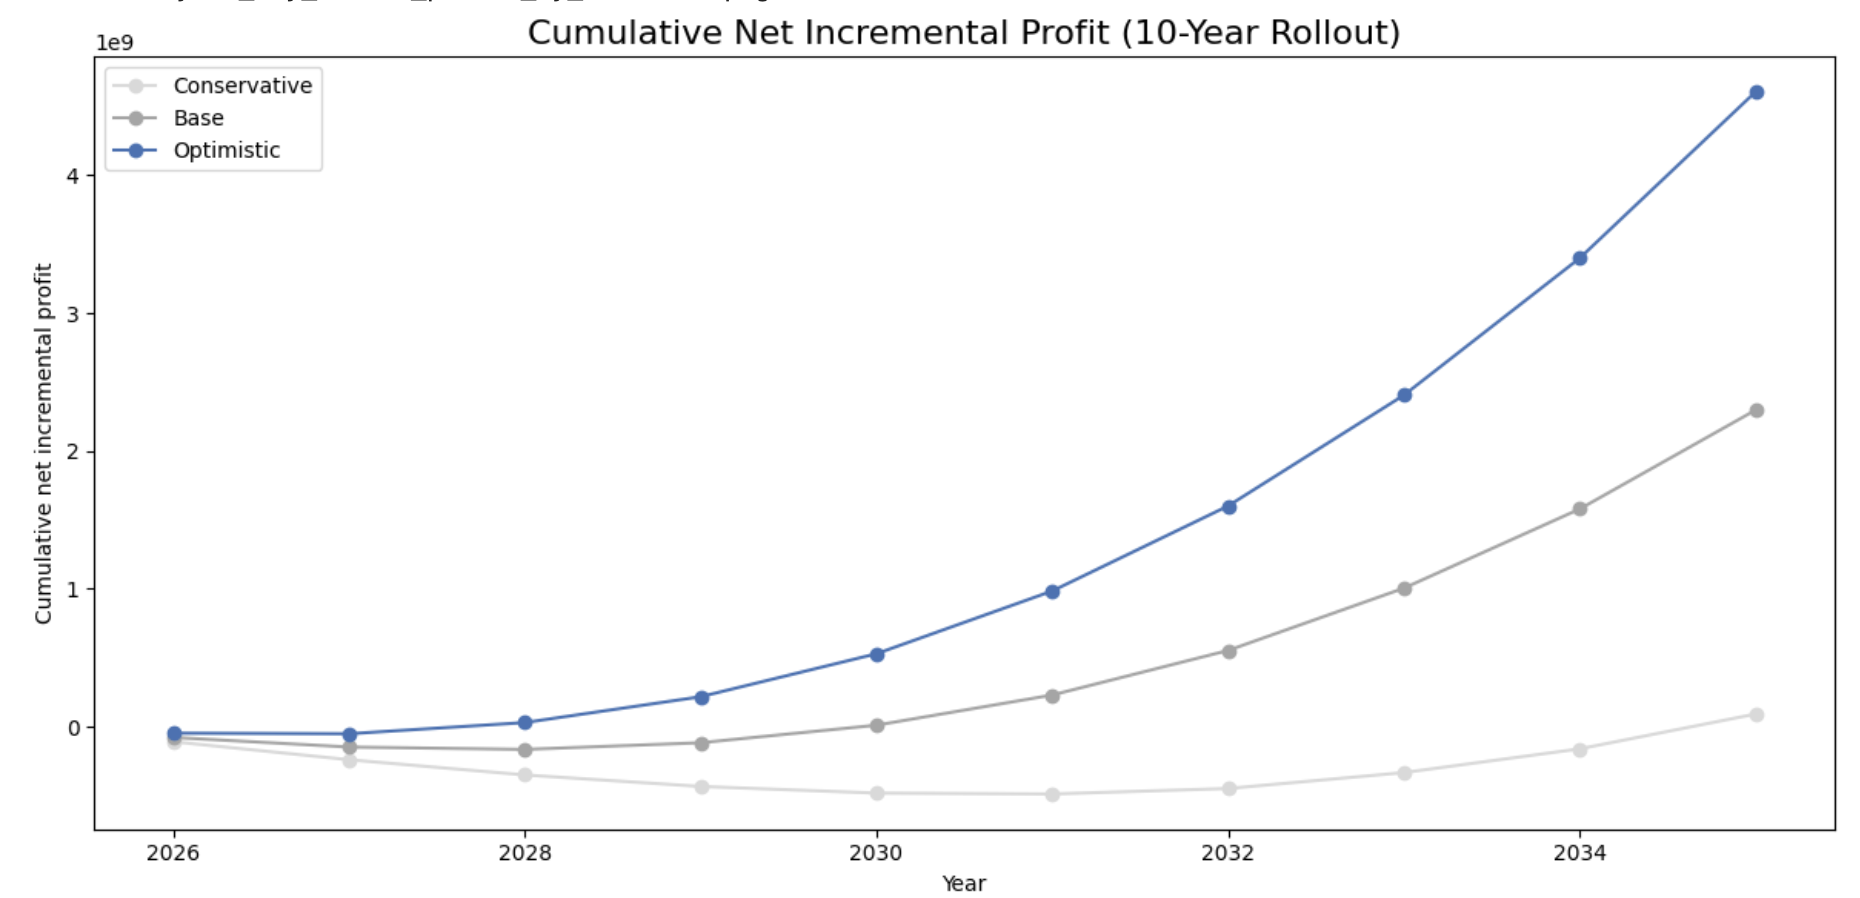 Cumulative Net Incremental Profit (10-Year Rollout)
1e9
Conservative
Base
Optimistic
Cumulative net incremental profit
4
3
2
1
0
2026 2028 2030 2032 2034
Year